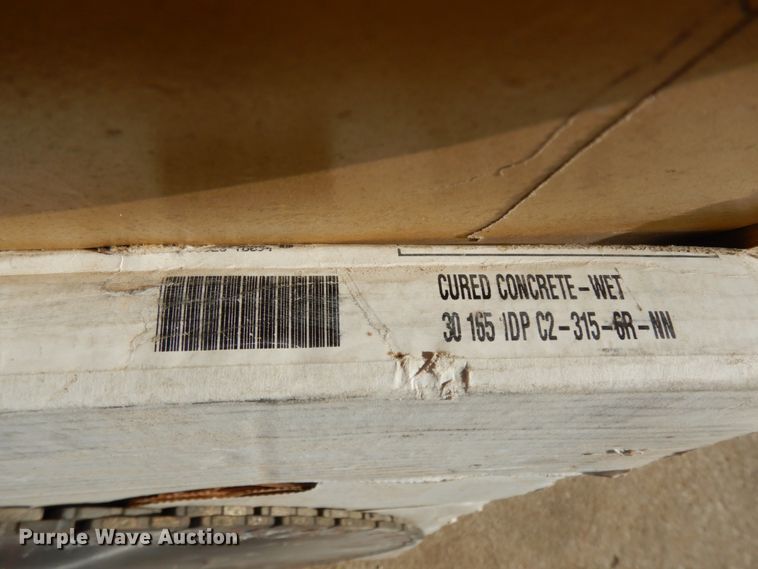 CURED CONCRETE-WET
30 165 1DP C2-315-6R-NN
Purple Wave Auction